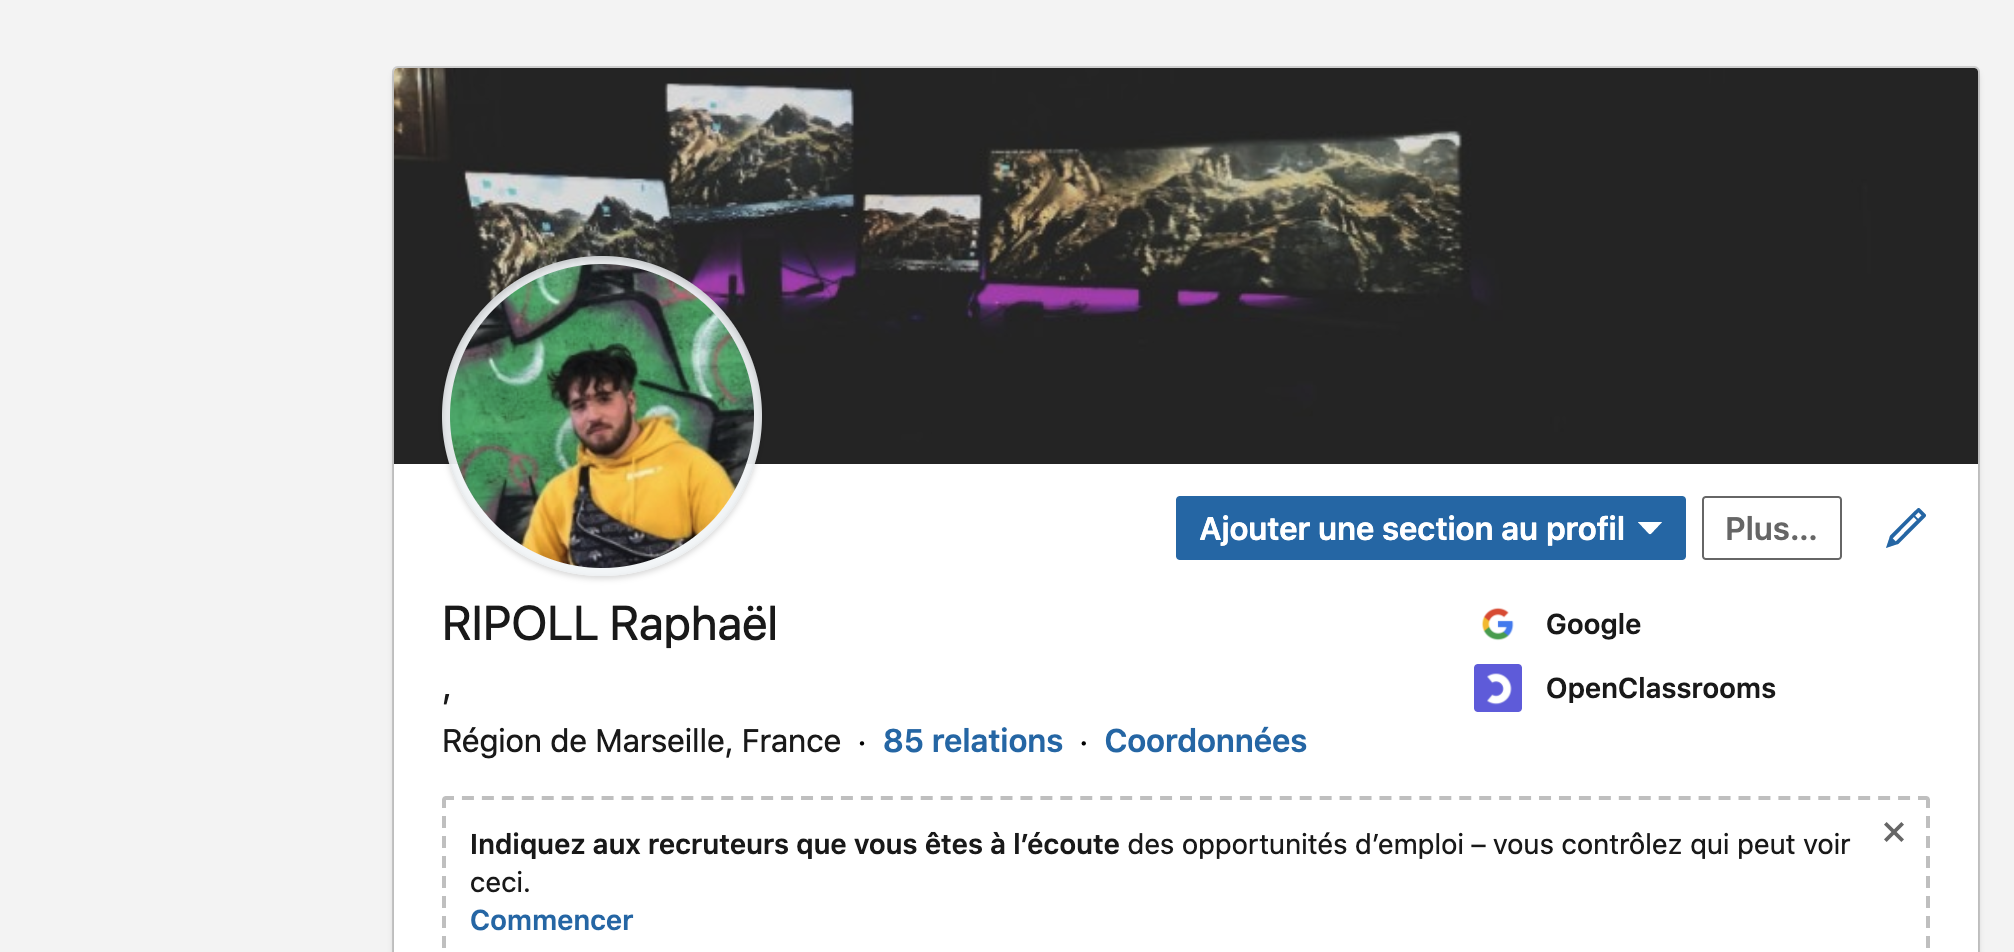 Ajouter une section au profil
Plus...
RIPOLL Raphaël
Google
,
OpenClassrooms
Région de Marseille, France · 85 relations · Coordonnées
Indiquez aux recruteurs que vous êtes à l’écoute des opportunités d’emploi – vous contrôlez qui peut voir
ceci.
Commencer